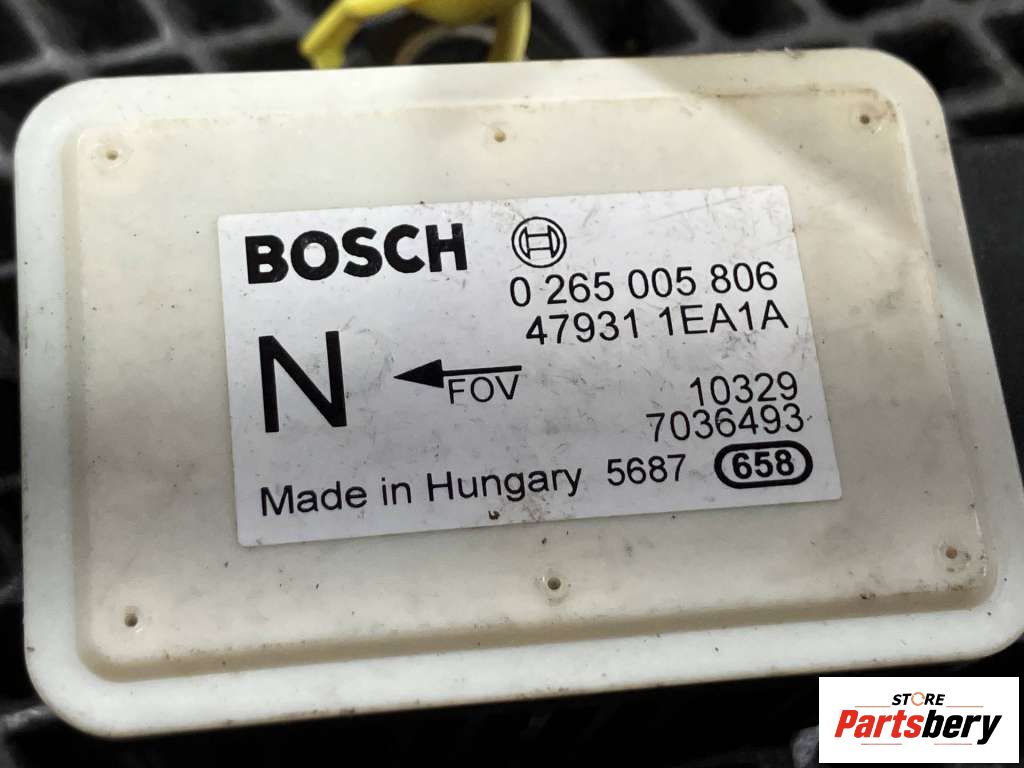 BOSCH
0 265 005 806
47931 1EA1A
N
FOV
10329
7036493
Made in Hungary 5687 658
STORE
Partsbery